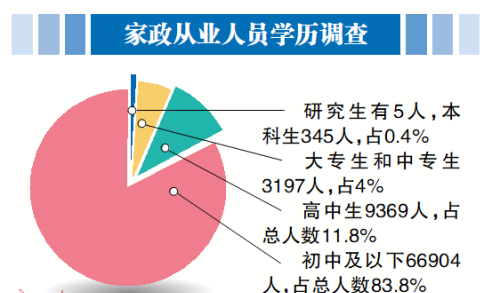 家政从业人员学历调查
研究生有5人,本
科生345人,占0.4%
大专生和中专生
3197人,占4%
高中生9369人,占
总人数11.8%
初中及以下66904
人,占总人数83.8%